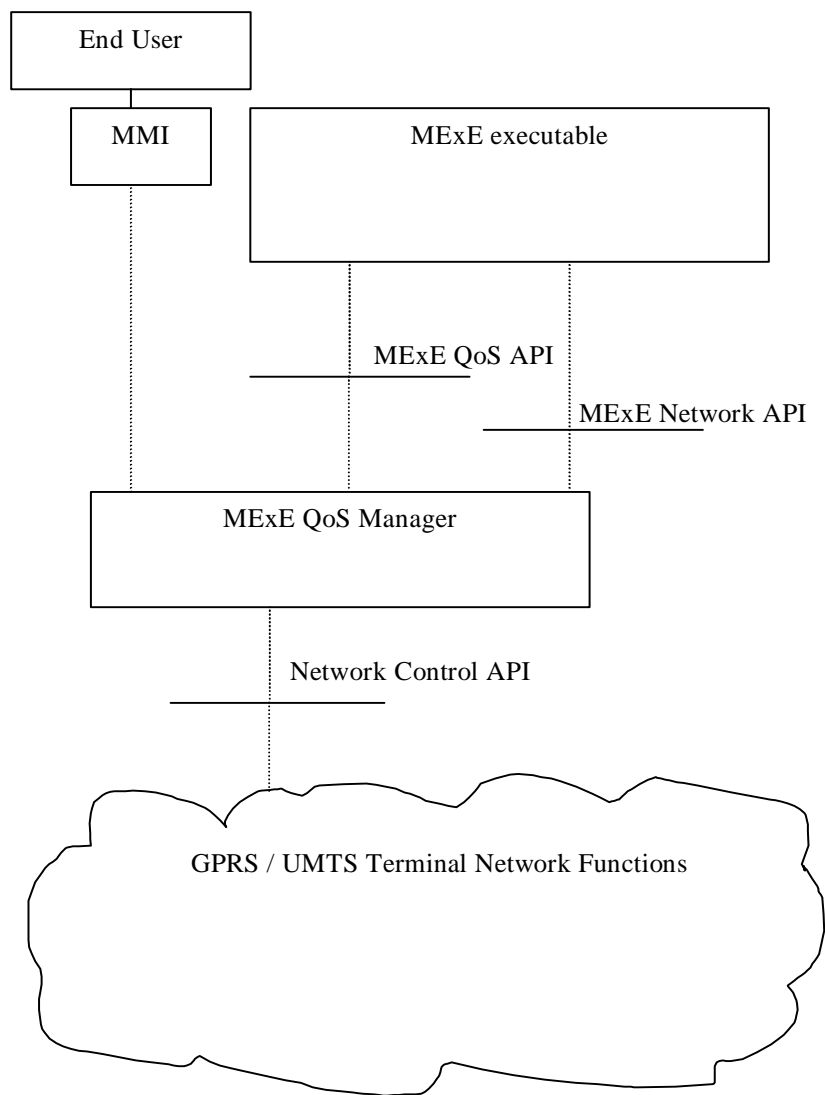 End User
MMI
MExE executable
MExE QoS API
MExE Network API
MExE QoS Manager
Network Control API
GPRS / UMTS Terminal Network Functions